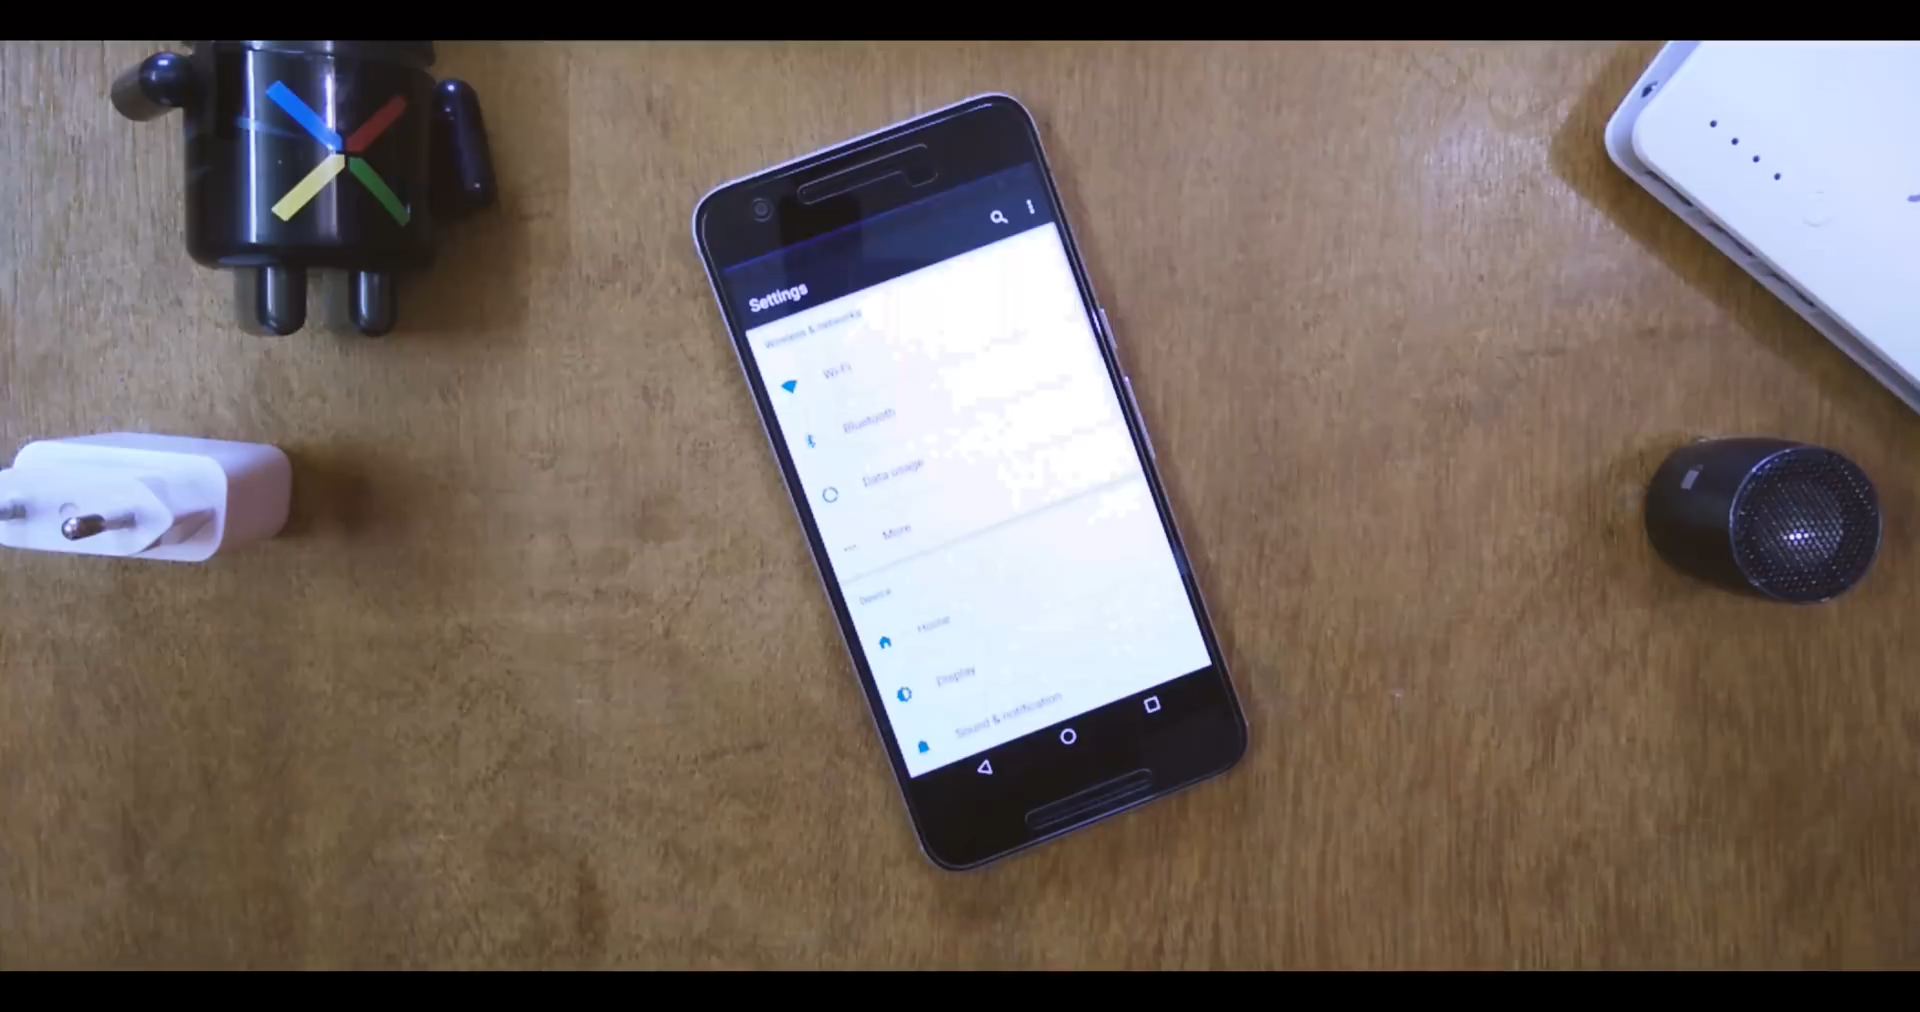 Settings
Wireless & networks
Wi-Fi
Bluetooth
Data usage
More
Device
Home
Display
Sound & notification